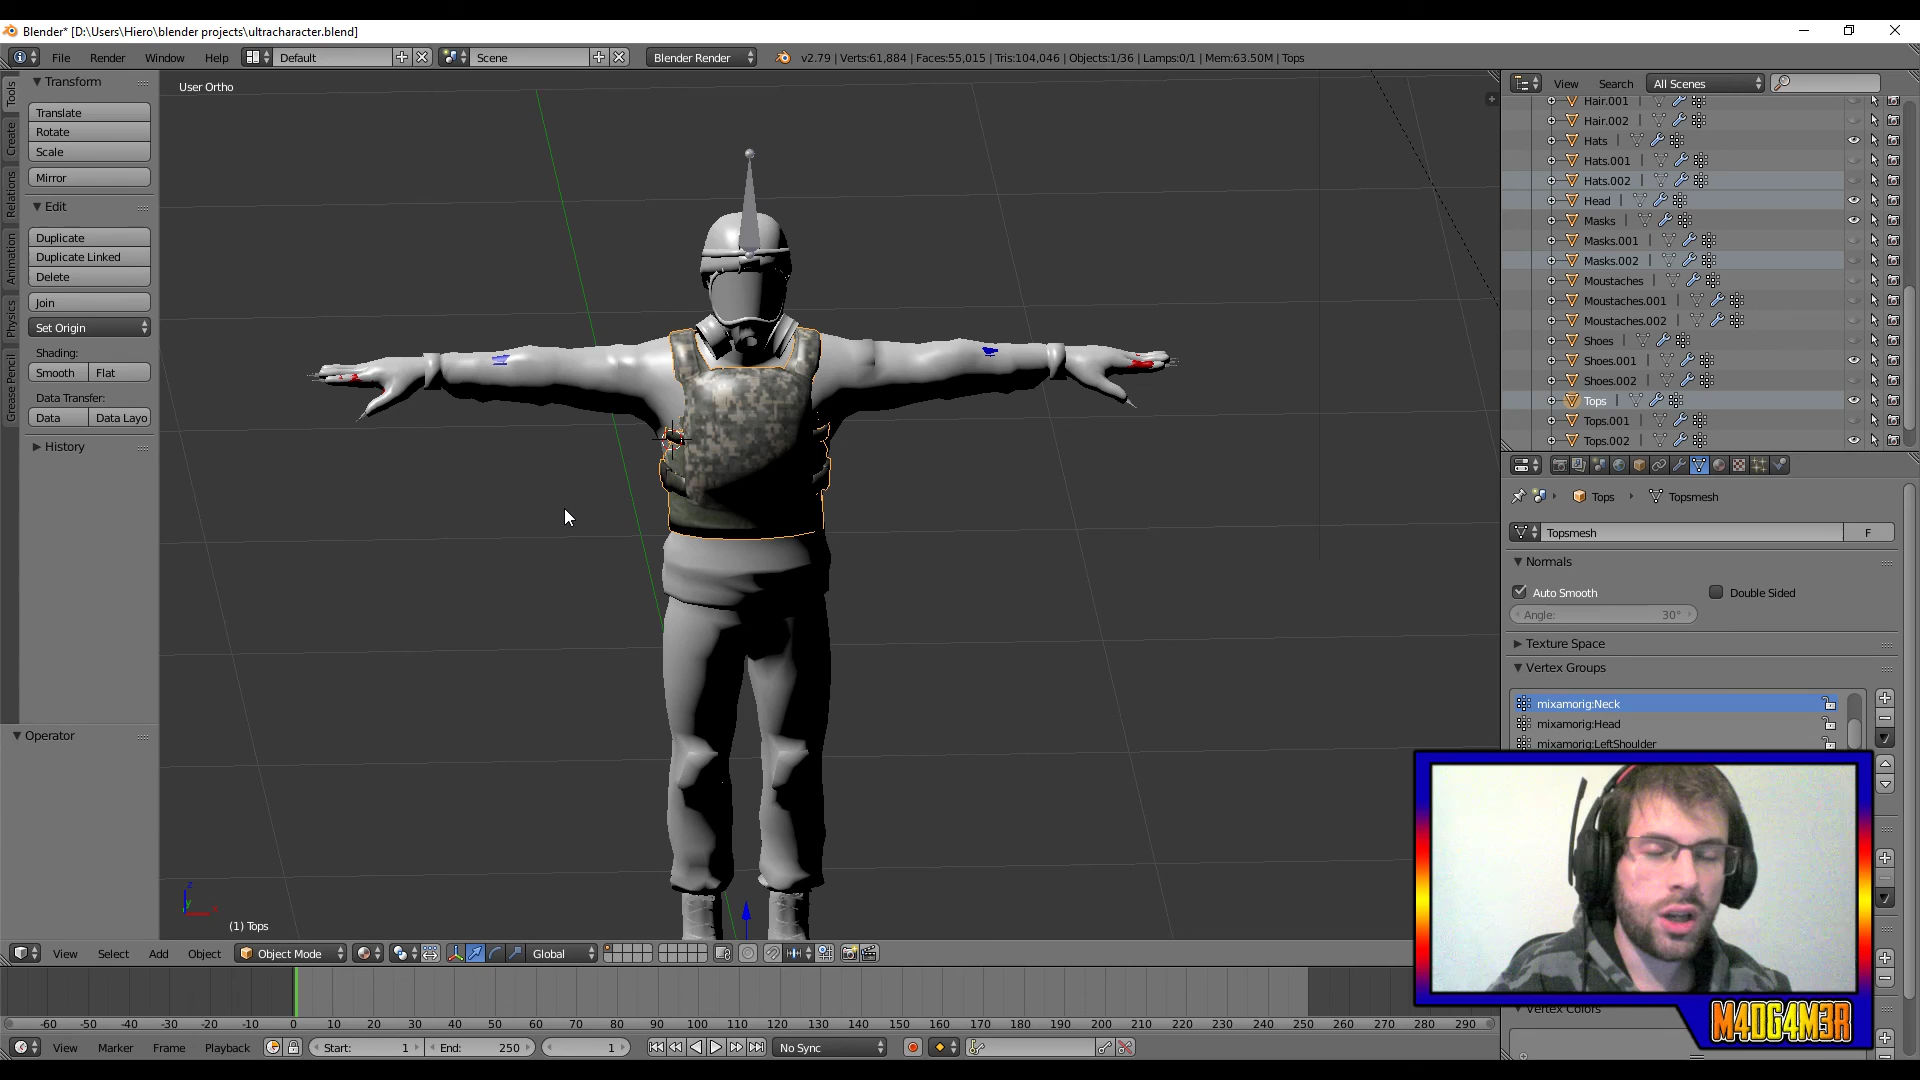 Blender* [D:\Users\Hiero\blender projects\ultracharacter.blend]
File Render Window Help Default Scene Blender Render v2.79 | Verts:61,884 | Faces:55,015 | Tris:104,046 | Objects:1/36 | Lamps:0/1 | Mem:63.50M | Tops
Tools
Create
Relations
Animation
Physics
Grease Pencil
Transform
Translate
Rotate
Scale
Mirror
Edit
Duplicate
Duplicate Linked
Delete
Join
Set Origin
Shading:
Smooth Flat
Data Transfer:
Data Data Layo
History
Operator
User Ortho
(1) Tops
View Search All Scenes
Hair.001
Hair.002
Hats
Hats.001
Hats.002
Head
Masks
Masks.001
Masks.002
Moustaches
Moustaches.001
Moustaches.002
Shoes
Shoes.001
Shoes.002
Tops
Tops.001
Tops.002
Tops Topsmesh
Topsmesh F
Normals
Auto Smooth Double Sided
Angle: 30°
Texture Space
Vertex Groups
mixamorig:Neck
mixamorig:Head
mixamorig:LeftShoulder
Vertex Colors
M4DG4M3R
View Select Add Object Object Mode Global
-60 -50 -40 -30 -20 -10 0 10 20 30 40 50 60 70 80 90 100 110 120 130 140 150 160 170 180 190 200 210 220 230 240 250 260 270 280 290
View Marker Frame Playback Start: 1 End: 250 1 No Sync